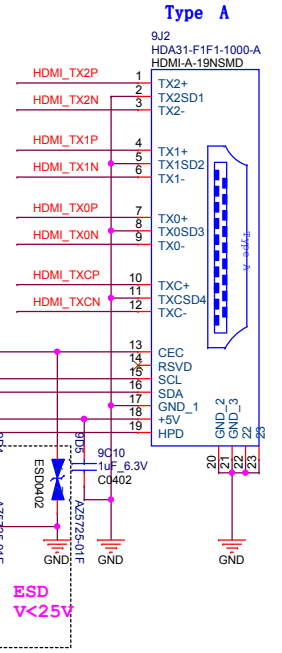 Type A
9J2
HDA31-F1F1-1000-A
HDMI-A-19NSMD
HDMI_TX2P 1 TX2+
2 TX2SD1
HDMI_TX2N 3 TX2-
HDMI_TX1P 4 TX1+
5 TX1SD2
HDMI_TX1N 6 TX1-
HDMI_TX0P 7 TX0+
8 TX0SD3
HDMI_TX0N 9 TX0-
HDMI_TXCP 10 TXC+
11 TXCSD4
HDMI_TXCN 12 TXC-
Type A
13 CEC
14 RSVD
15 SCL
16 SDA
17 GND_1
18 +5V
19 HPD
GND_2
GND_3
22
23
20
21
22
23
9D5
9C10
1uF_6.3V
C0402
ESD0402
AZ5725-01F
GND
GND
GND
ESD
V<25V